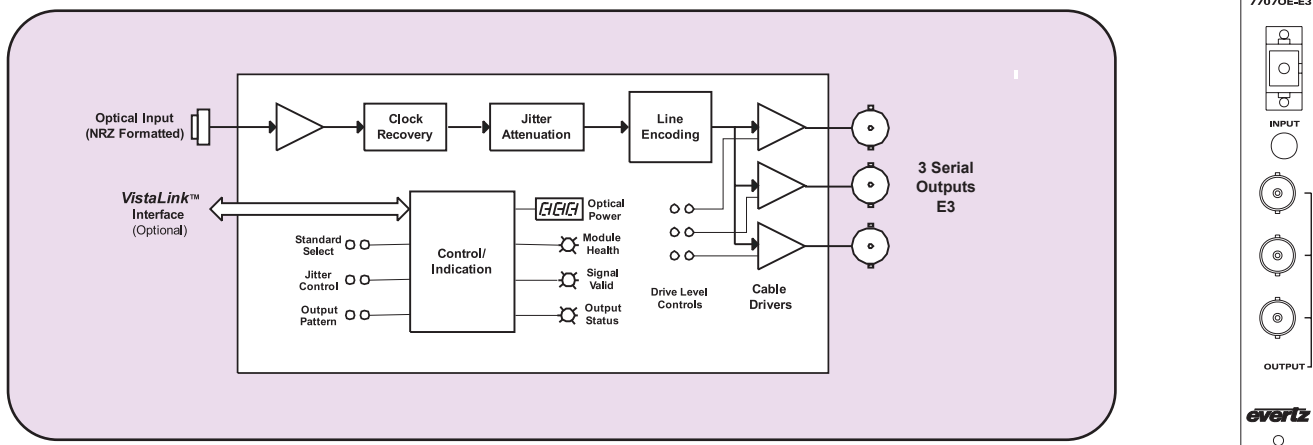 7707OE-E3
Optical Input
(NRZ Formatted)
Clock
Recovery
Jitter
Attenuation
Line
Encoding
3 Serial
Outputs
E3
INPUT
VistaLink™
Interface
(Optional)
Optical
Power
Standard
Select
Control/
Indication
Module
Health
Jitter
Control
Signal
Valid
Output
Pattern
Output
Status
Drive Level
Controls
Cable
Drivers
OUTPUT
evertz